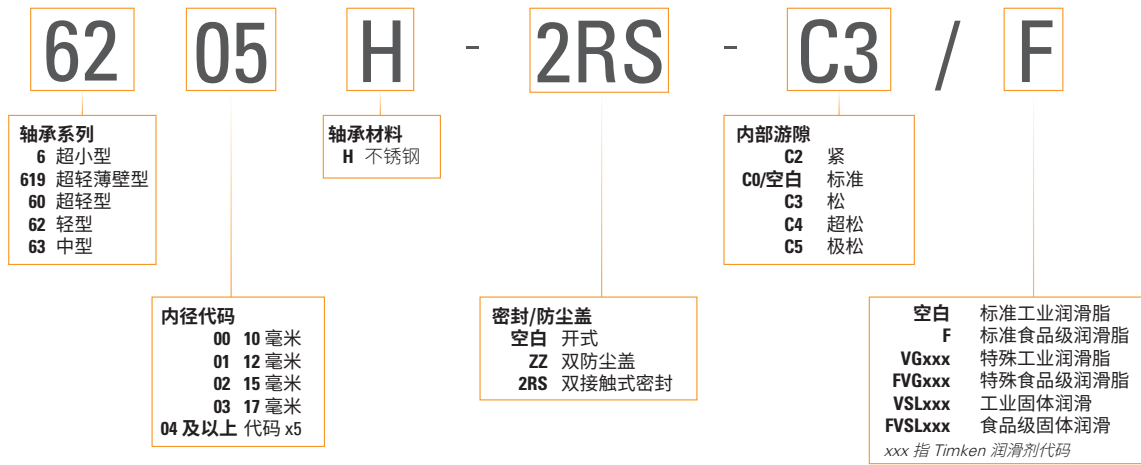 62 05 H - 2RS - C3 / F
轴承系列
6 超小型
619 超轻薄壁型
60 超轻型
62 轻型
63 中型
轴承材料
H 不锈钢
内部游隙
C2 紧
C0/空白 标准
C3 松
C4 超松
C5 极松
内径代码
00 10 毫米
01 12 毫米
02 15 毫米
03 17 毫米
04 及以上 代码 x5
密封/防尘盖
空白 开式
ZZ 双防尘盖
2RS 双接触式密封
空白 标准工业润滑脂
F 标准食品级润滑脂
VGxxx 特殊工业润滑脂
FVGxxx 特殊食品级润滑脂
VSLxxx 工业固体润滑
FVSLxxx 食品级固体润滑
xxx 指 Timken 润滑剂代码